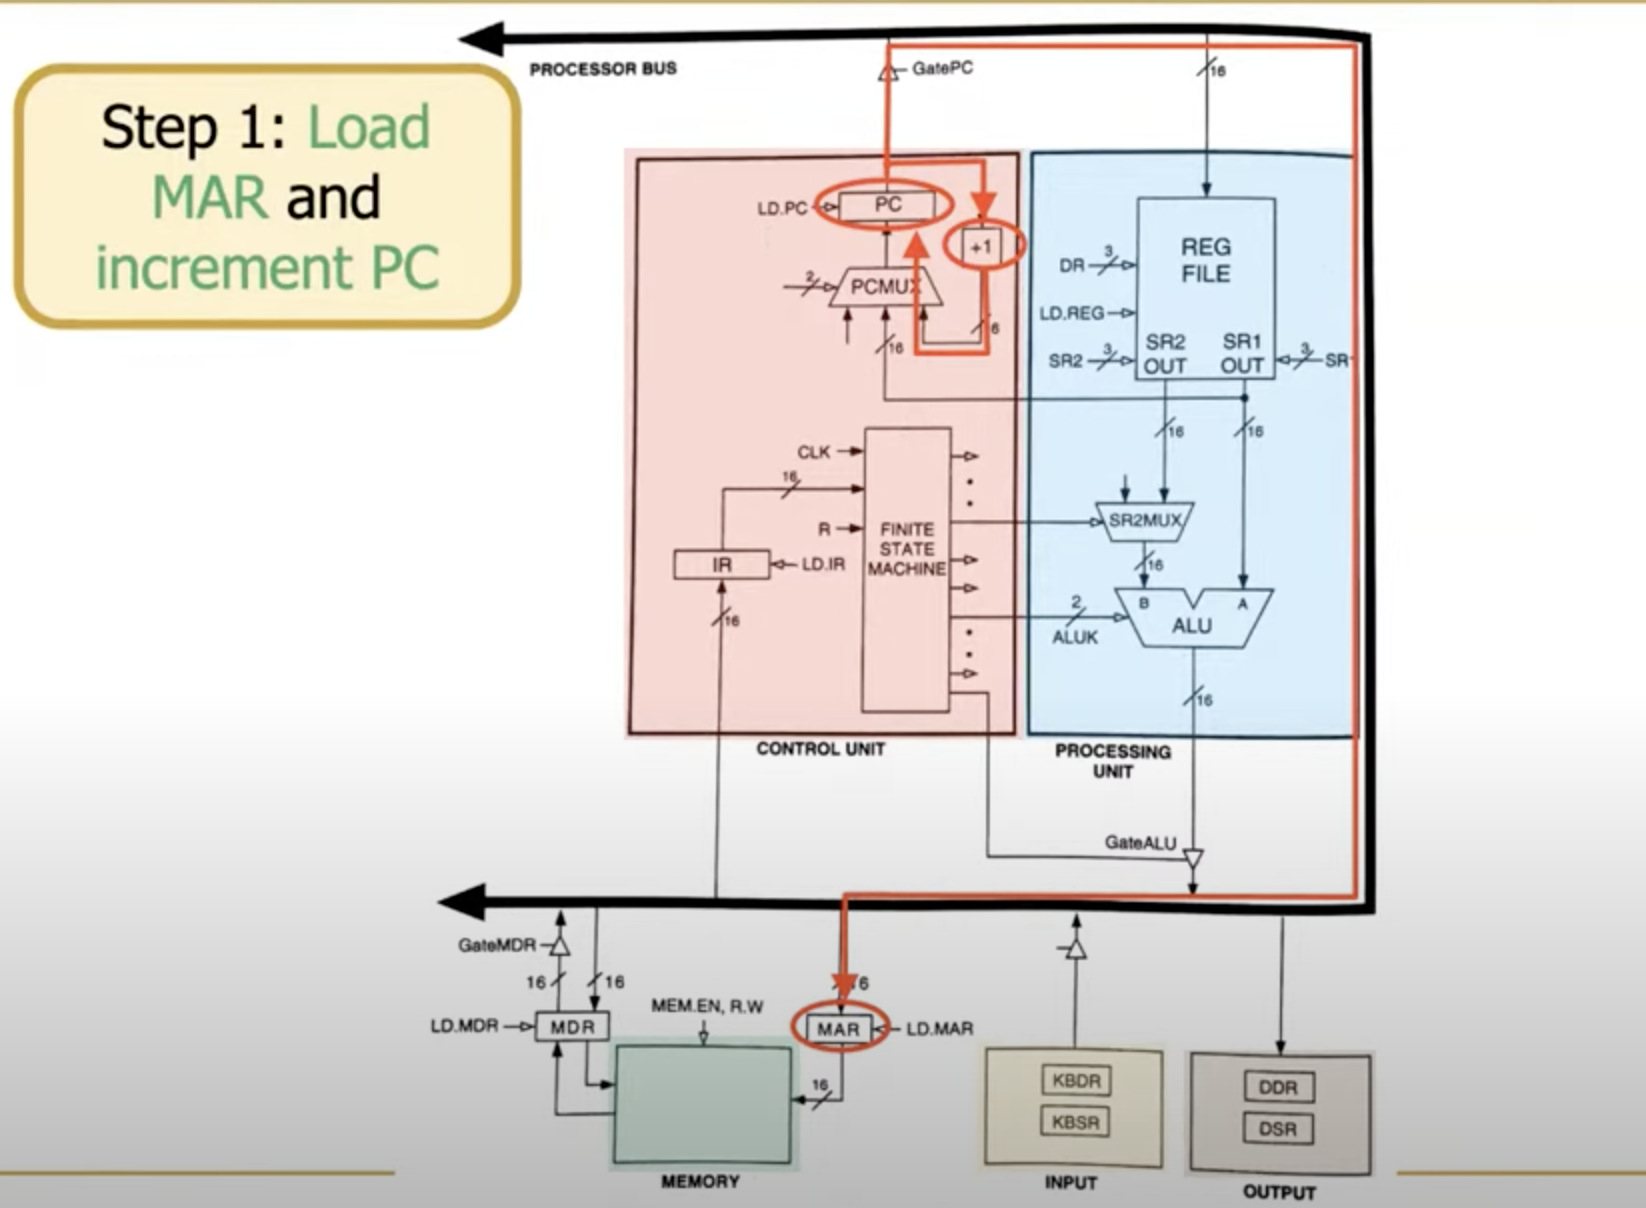 PROCESSOR BUS
GatePC
16
Step 1: Load
MAR and
increment PC
LD.PC
PC
+1
2
PCMUX
16
6
REG
FILE
DR
3
LD.REG
SR2
3
SR2
OUT
SR1
OUT
3
SR
16
16
CLK
16
R
FINITE
STATE
MACHINE
IR
LD.IR
16
SR2MUX
16
B
A
ALU
2
ALUK
16
CONTROL UNIT
PROCESSING
UNIT
GateALU
GateMDR
16
16
6
MEM.EN, R.W
LD.MDR
MDR
MAR
LD.MAR
16
KBDR
KBSR
DDR
DSR
MEMORY
INPUT
OUTPUT